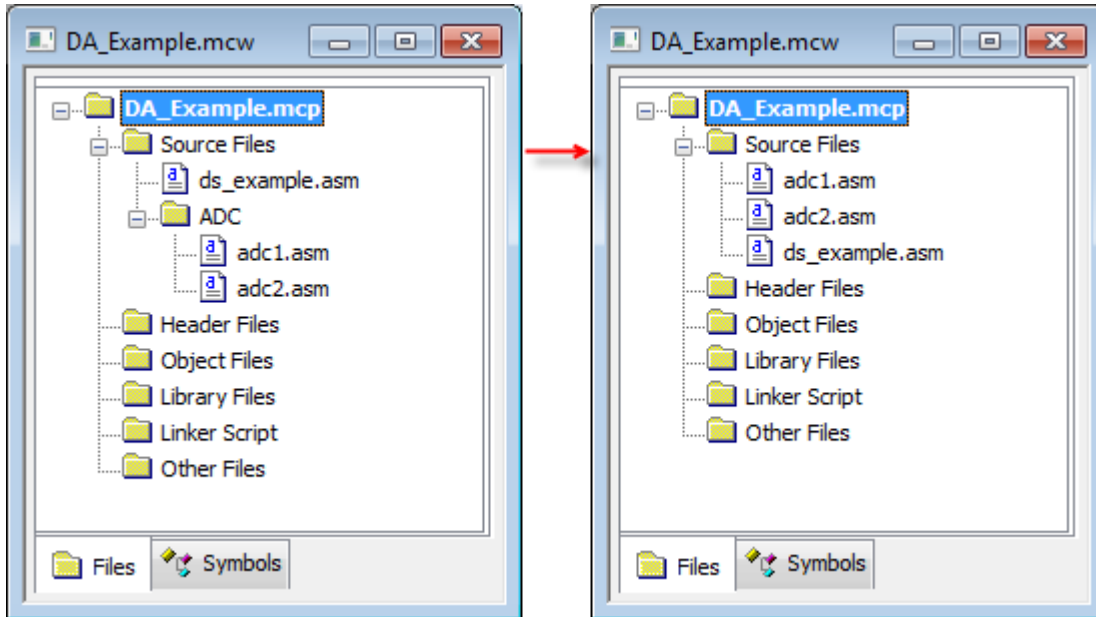 DA_Example.mcw
DA_Example.mcp
Source Files
ds_example.asm
ADC
adc1.asm
adc2.asm
Header Files
Object Files
Library Files
Linker Script
Other Files
Files
Symbols
DA_Example.mcw
DA_Example.mcp
Source Files
adc1.asm
adc2.asm
ds_example.asm
Header Files
Object Files
Library Files
Linker Script
Other Files
Files
Symbols